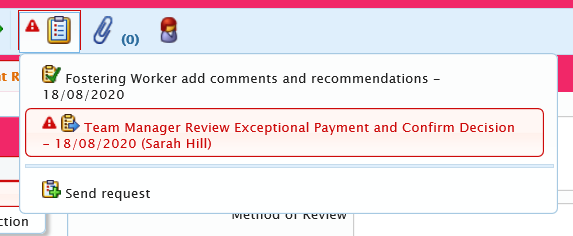 (0)
t R
Fostering Worker add comments and recommendations –
18/08/2020
Team Manager Review Exceptional Payment and Confirm Decision
– 18/08/2020 (Sarah Hill)
Send request
ction
Method of Review